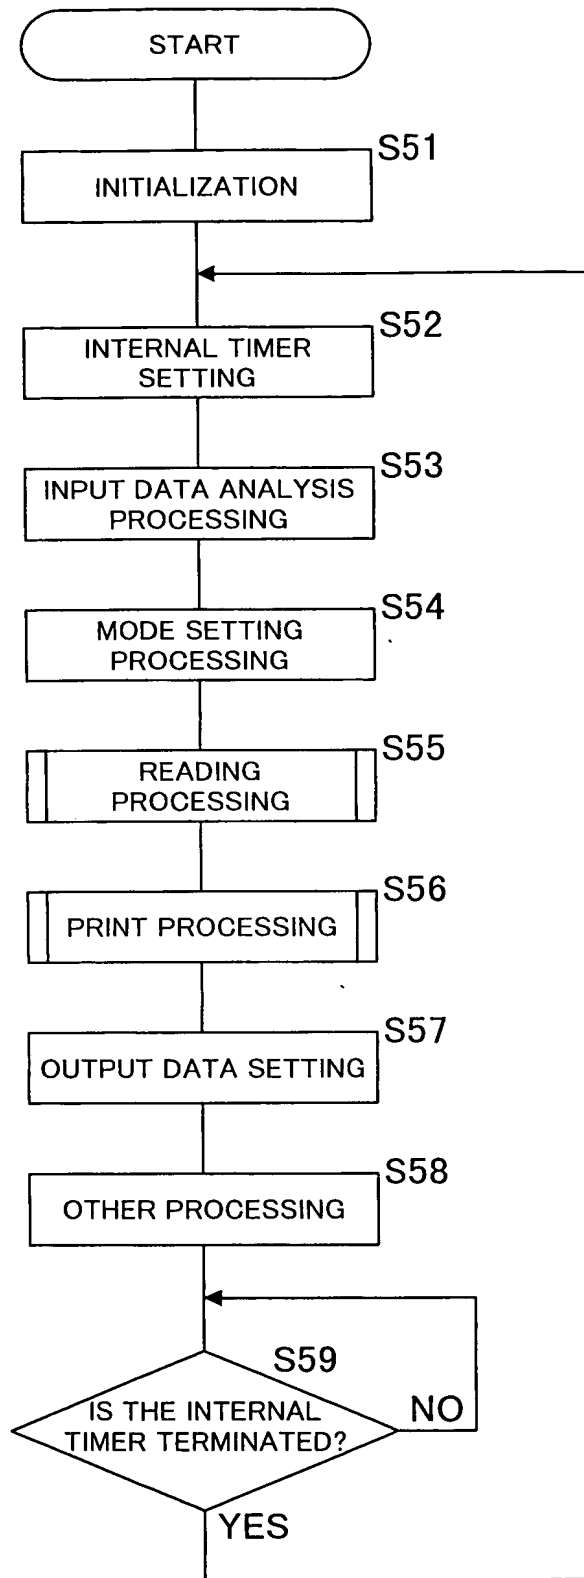 START
S51
INITIALIZATION
S52
INTERNAL TIMER
SETTING
S53
INPUT DATA ANALYSIS
PROCESSING
S54
MODE SETTING
PROCESSING
S55
READING
PROCESSING
S56
PRINT PROCESSING
S57
OUTPUT DATA SETTING
S58
OTHER PROCESSING
S59
IS THE INTERNAL
TIMER TERMINATED?
NO
YES